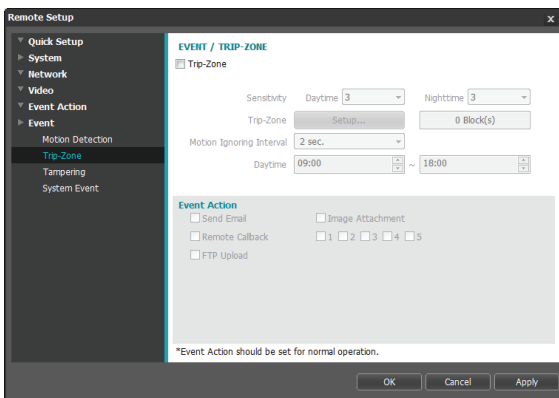 Remote Setup
x
Quick Setup
System
Network
Video
Event Action
Event
Motion Detection
Trip-Zone
Tampering
System Event
EVENT / TRIP-ZONE
Trip-Zone
Sensitivity Daytime 3 Nighttime 3
Trip-Zone Setup... 0 Block(s)
Motion Ignoring Interval 2 sec.
Daytime 09:00 ~ 18:00
Event Action
Send Email Image Attachment
Remote Callback 1 2 3 4 5
FTP Upload
*Event Action should be set for normal operation.
OK Cancel Apply